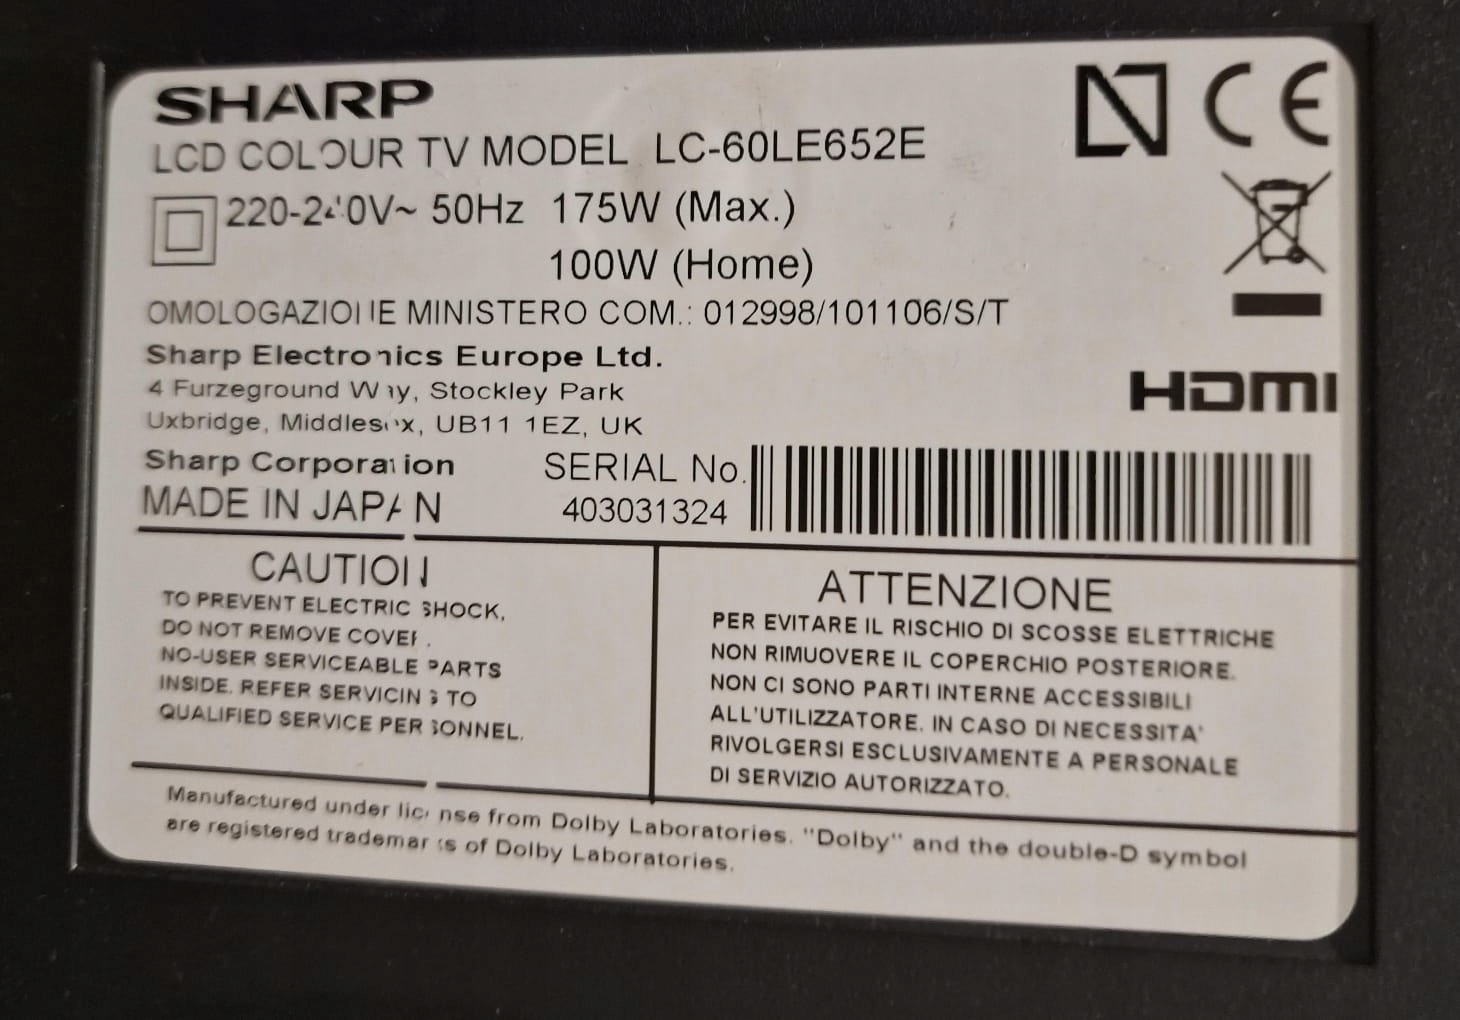 SHARP
LCD COLOUR TV MODEL LC-60LE652E
220-240V~ 50Hz 175W (Max.)
100W (Home)
OMOLOGAZIONE MINISTERO COM.: 012998/101106/S/T
Sharp Electronics Europe Ltd.
4 Furzeground Way, Stockley Park
Uxbridge, Middlesex, UB11 1EZ, UK
HDMI
Sharp Corporation
MADE IN JAPAN
SERIAL No.
403031324
CAUTION
TO PREVENT ELECTRIC SHOCK,
DO NOT REMOVE COVER.
NO-USER SERVICEABLE PARTS
INSIDE. REFER SERVICING TO
QUALIFIED SERVICE PERSONNEL.
ATTENZIONE
PER EVITARE IL RISCHIO DI SCOSSE ELETTRICHE
NON RIMUOVERE IL COPERCHIO POSTERIORE.
NON CI SONO PARTI INTERNE ACCESSIBILI
ALL'UTILIZZATORE. IN CASO DI NECESSITA'
RIVOLGERSI ESCLUSIVAMENTE A PERSONALE
DI SERVIZIO AUTORIZZATO.
Manufactured under license from Dolby Laboratories. "Dolby" and the double-D symbol
are registered trademarks of Dolby Laboratories.